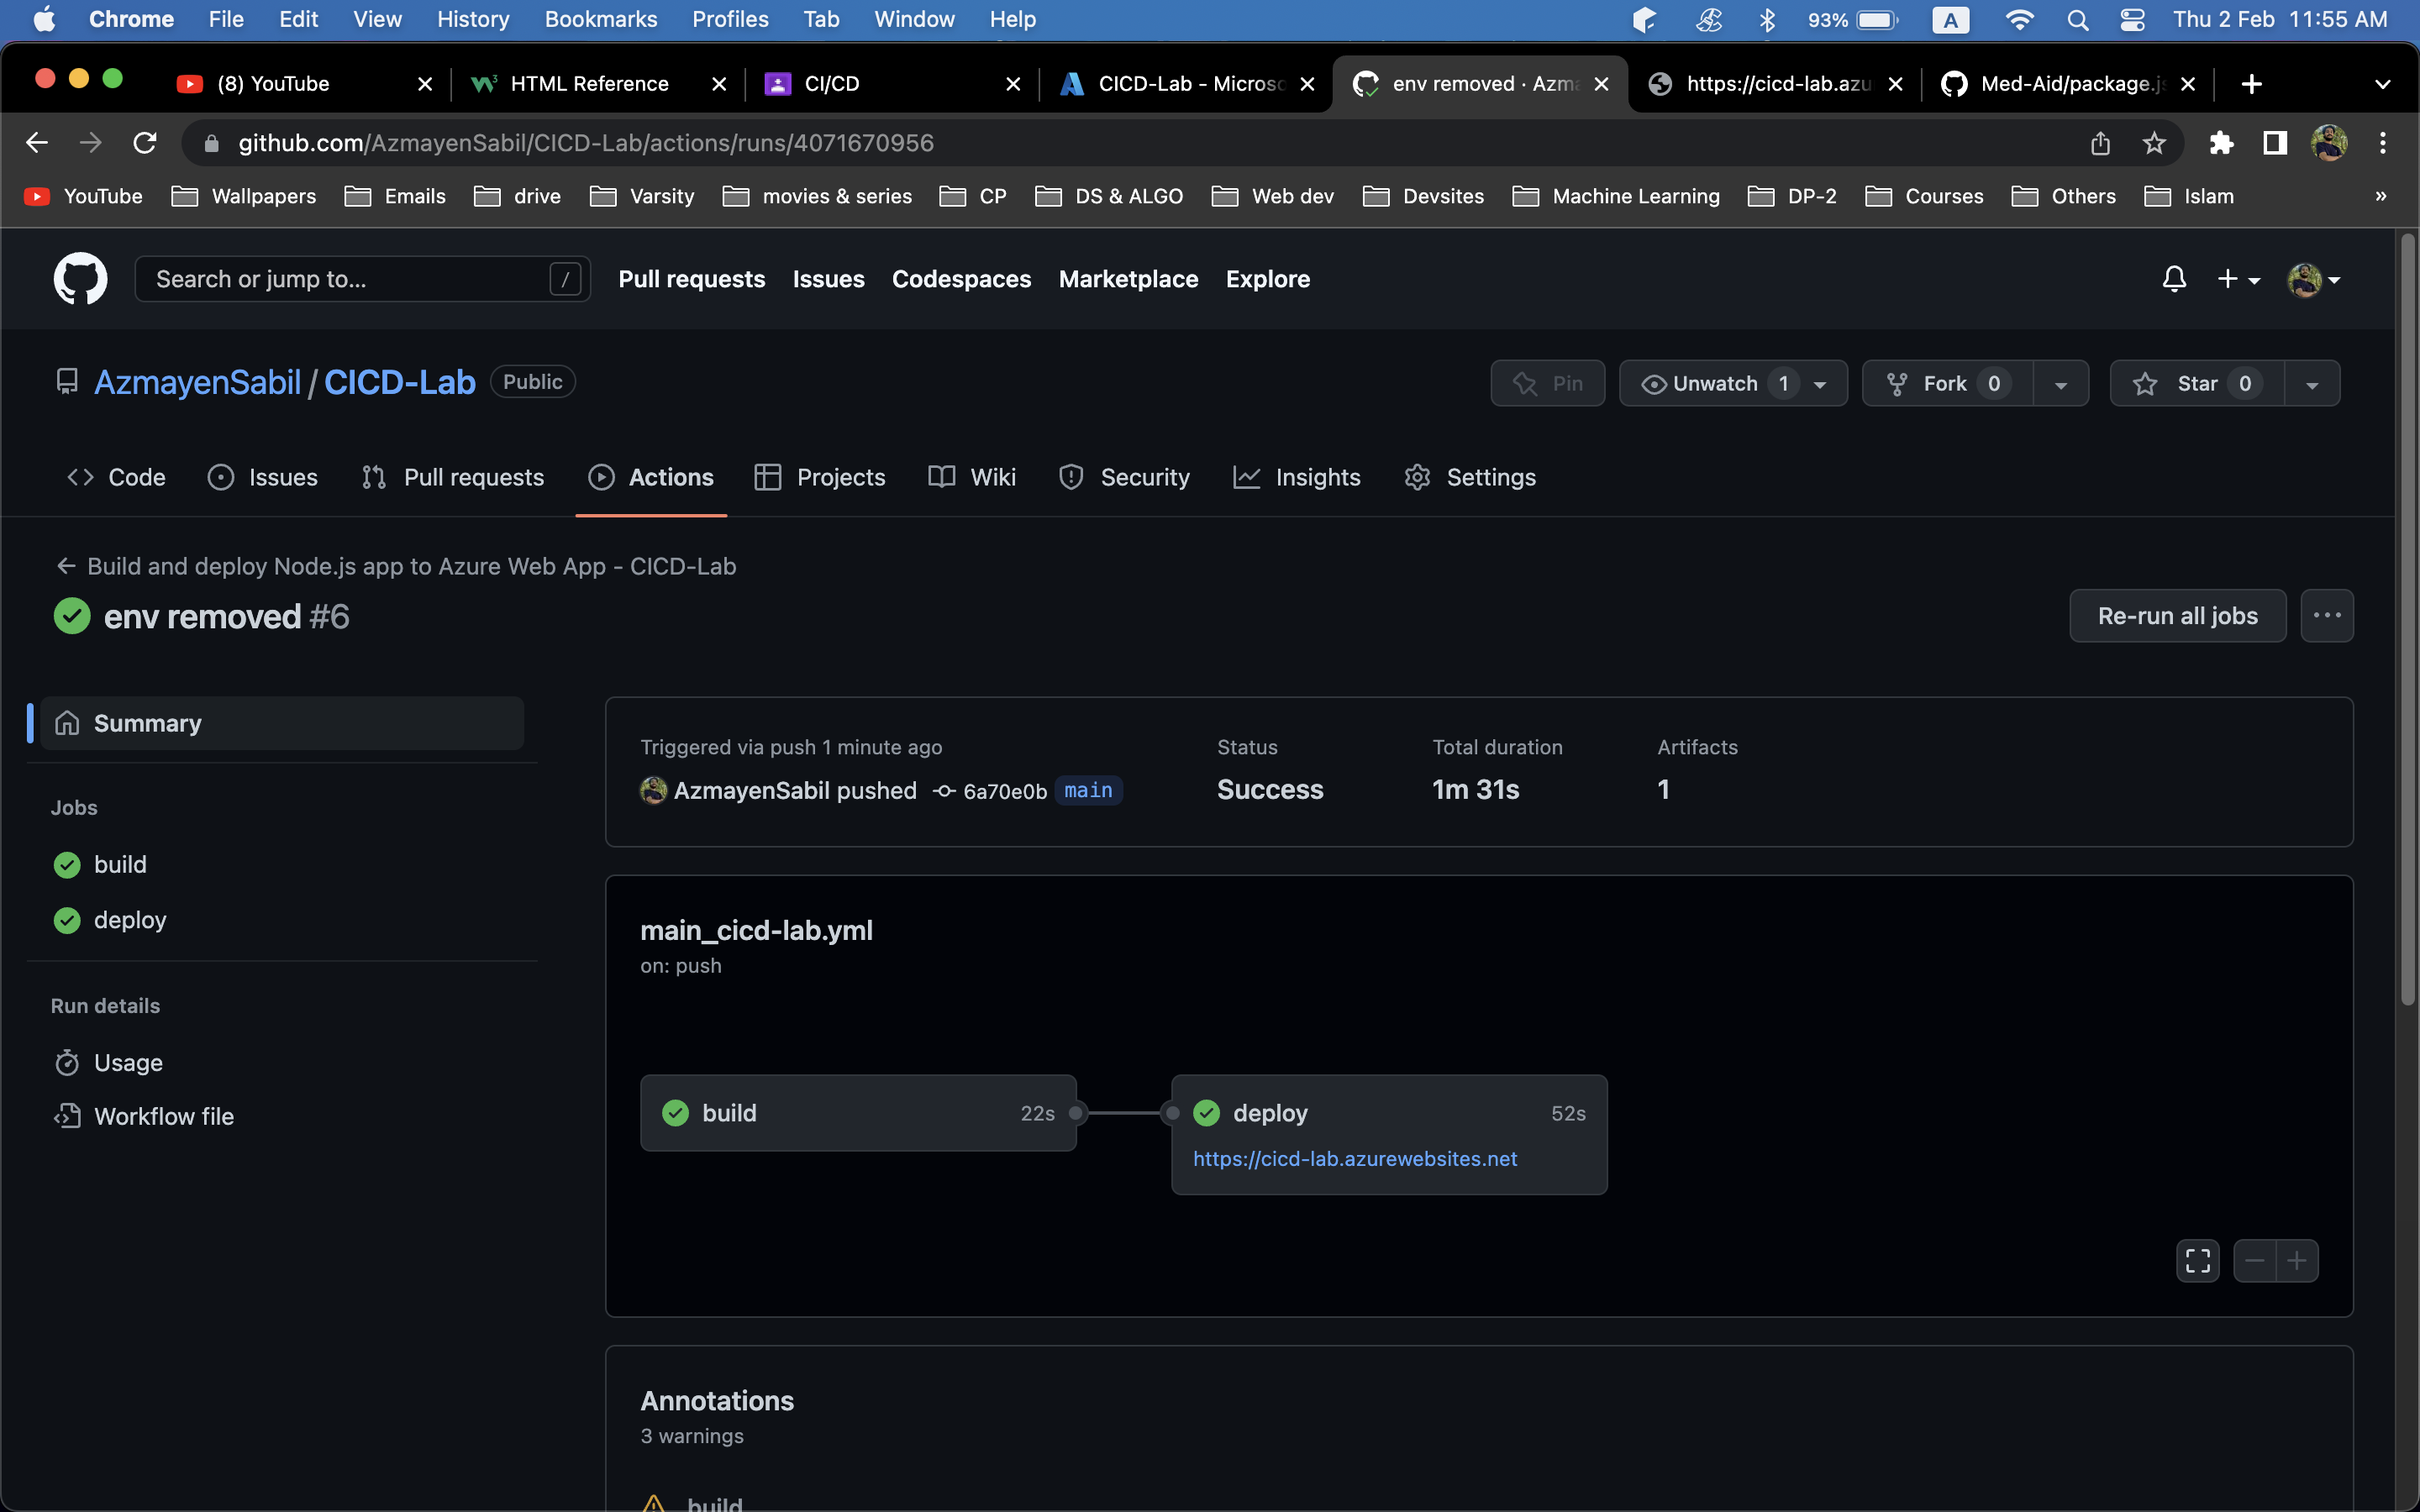 Chrome File Edit View History Bookmarks Profiles Tab Window Help 93% A Thu 2 Feb 11:55 AM
(8) YouTube HTML Reference CI/CD CICD-Lab - Microso env removed · Azma https://cicd-lab.azu Med-Aid/package.js
github.com/AzmayenSabil/CICD-Lab/actions/runs/4071670956
YouTube Wallpapers Emails drive Varsity movies & series CP DS & ALGO Web dev Devsites Machine Learning DP-2 Courses Others Islam »
Search or jump to... / Pull requests Issues Codespaces Marketplace Explore
AzmayenSabil / CICD-Lab Public Pin Unwatch 1 Fork 0 Star 0
Code Issues Pull requests Actions Projects Wiki Security Insights Settings
Build and deploy Node.js app to Azure Web App - CICD-Lab
env removed #6 Re-run all jobs
Summary
Jobs
build
deploy
Run details
Usage
Workflow file
Triggered via push 1 minute ago Status Total duration Artifacts
AzmayenSabil pushed 6a70e0b main Success 1m 31s 1
main_cicd-lab.yml
on: push
build 22s deploy 52s
https://cicd-lab.azurewebsites.net
Annotations
3 warnings
build